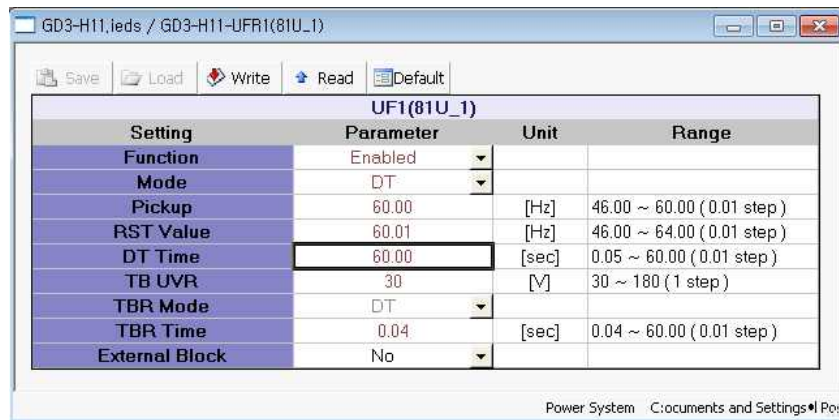 GD3-H11.ieds / GD3-H11-UFR1(81U_1)
Save Load Write Read Default
UF1(81U_1)
Setting Parameter Unit Range
Function Enabled
Mode DT
Pickup 60.00 [Hz] 46.00 ~ 60.00 ( 0.01 step )
RST Value 60.01 [Hz] 46.00 ~ 64.00 ( 0.01 step )
DT Time 60.00 [sec] 0.05 ~ 60.00 ( 0.01 step )
TB UVR 30 [V] 30 ~ 180 ( 1 step )
TBR Mode DT
TBR Time 0.04 [sec] 0.04 ~ 60.00 ( 0.01 step )
External Block No
Power System C:ocuments and Settings